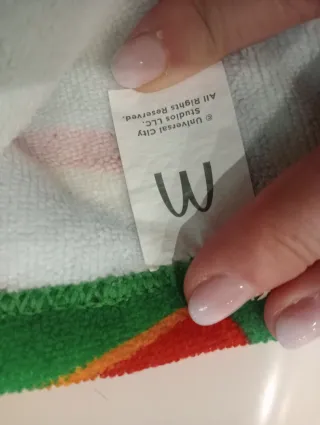 © Universal City
Studios LLC.
All Rights Reserved.